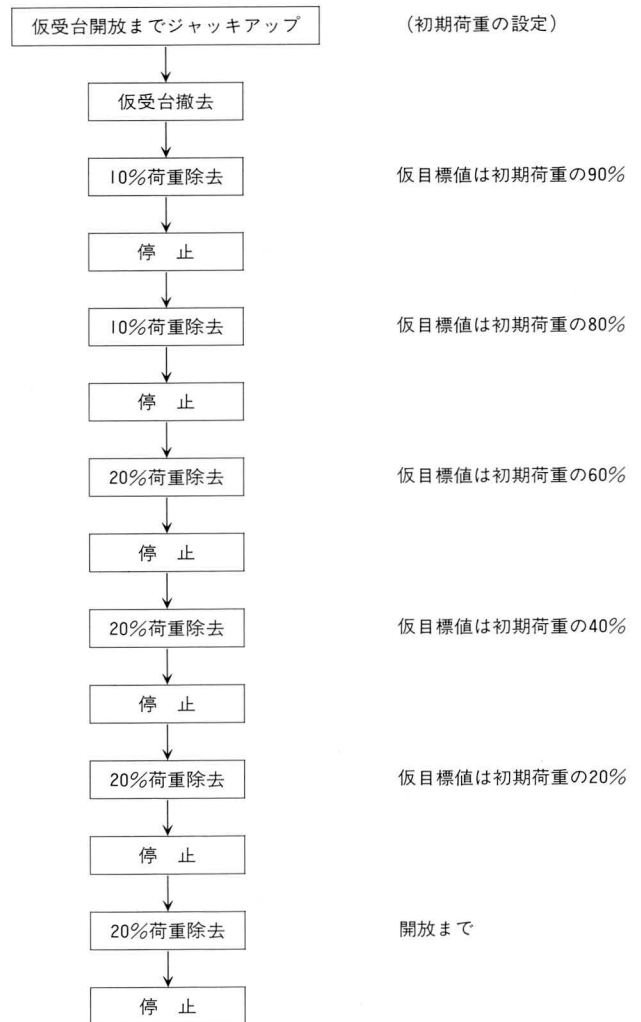 仮受台開放までジャッキアップ (初期荷重の設定)
仮受台撤去
10%荷重除去 仮目標値は初期荷重の90%
停 止
10%荷重除去 仮目標値は初期荷重の80%
停 止
20%荷重除去 仮目標値は初期荷重の60%
停 止
20%荷重除去 仮目標値は初期荷重の40%
停 止
20%荷重除去 仮目標値は初期荷重の20%
停 止
20%荷重除去 開放まで
停 止